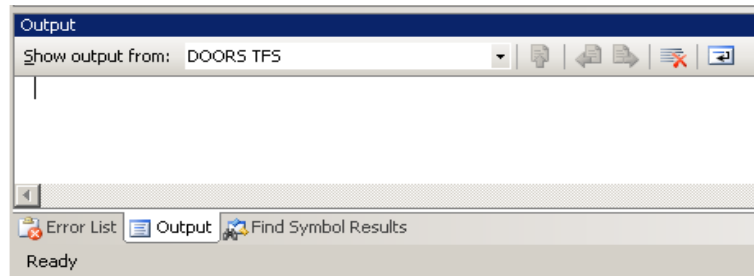 Output
Show output from: DOORS TFS
Error List Output Find Symbol Results
Ready